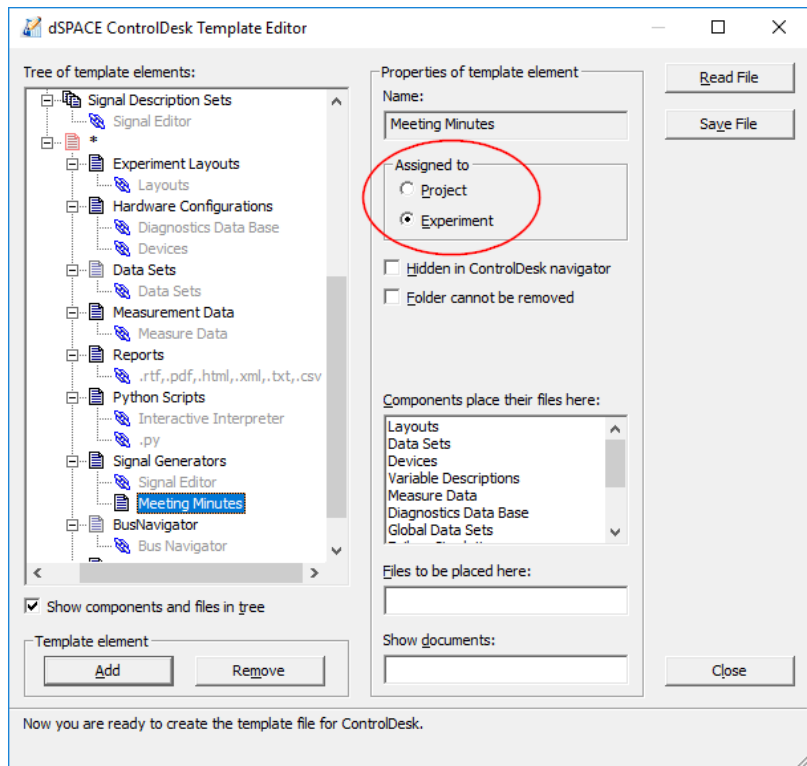 dSPACE ControlDesk Template Editor
Tree of template elements:
Signal Description Sets
Signal Editor
*
Experiment Layouts
Layouts
Hardware Configurations
Diagnostics Data Base
Devices
Data Sets
Data Sets
Measurement Data
Measure Data
Reports
.rtf,.pdf,.html,.xml,.txt,.csv
Python Scripts
Interactive Interpreter
.py
Signal Generators
Signal Editor
Meeting Minutes
BusNavigator
Bus Navigator
Show components and files in tree
Template element
Add
Remove
Properties of template element
Name:
Meeting Minutes
Assigned to
Project
Experiment
Hidden in ControlDesk navigator
Folder cannot be removed
Components place their files here:
Layouts
Data Sets
Devices
Variable Descriptions
Measure Data
Diagnostics Data Base
Global Data Sets
Files to be placed here:
Show documents:
Read File
Save File
Close
Now you are ready to create the template file for ControlDesk.